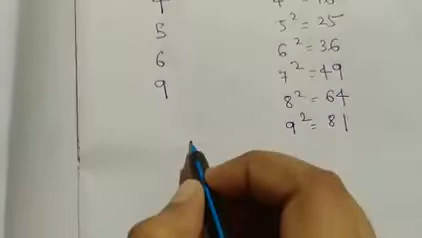 5 5² = 25
6 6² = 36
9 7² = 49
8² = 64
9² = 81